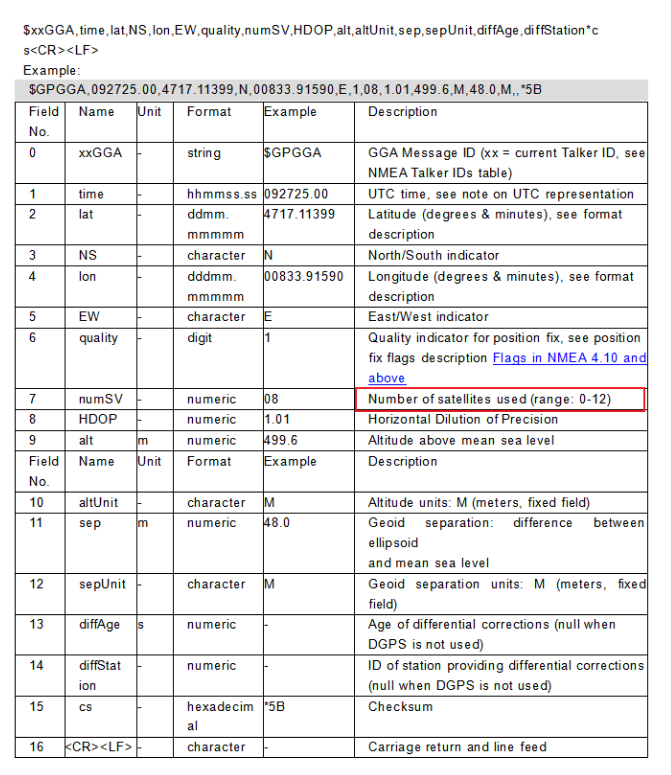 $xxGGA,time,lat,NS,lon,EW,quality,numSV,HDOP,alt,altUnit,sep,sepUnit,diffAge,diffStation*c
s<CR><LF>
Example:
$GPGGA,092725.00,4717.11399,N,00833.91590,E,1,08,1.01,499.6,M,48.0,M,,*5B
Field No. Name Unit Format Example Description
0 xxGGA - string $GPGGA GGA Message ID (xx = current Talker ID, see
NMEA Talker IDs table)
1 time - hhmmss.ss 092725.00 UTC time, see note on UTC representation
2 lat - ddmm. 4717.11399 Latitude (degrees & minutes), see format
mmmmm description
3 NS - character N North/South indicator
4 lon - dddmm. 00833.91590 Longitude (degrees & minutes), see format
mmmmm description
5 EW - character E East/West indicator
6 quality - digit 1 Quality indicator for position fix, see position
fix flags description Flags in NMEA 4.10 and
above
7 numSV - numeric 08 Number of satellites used (range: 0-12)
8 HDOP - numeric 1.01 Horizontal Dilution of Precision
9 alt m numeric 499.6 Altitude above mean sea level
Field No. Name Unit Format Example Description
10 altUnit - character M Altitude units: M (meters, fixed field)
11 sep m numeric 48.0 Geoid separation: difference between
ellipsoid
and mean sea level
12 sepUnit - character M Geoid separation units: M (meters, fixed
field)
13 diffAge s numeric - Age of differential corrections (null when
DGPS is not used)
14 diffStat - numeric - ID of station providing differential corrections
ion (null when DGPS is not used)
15 cs - hexadecim *5B Checksum
al
16 <CR><LF> - character - Carriage return and line feed